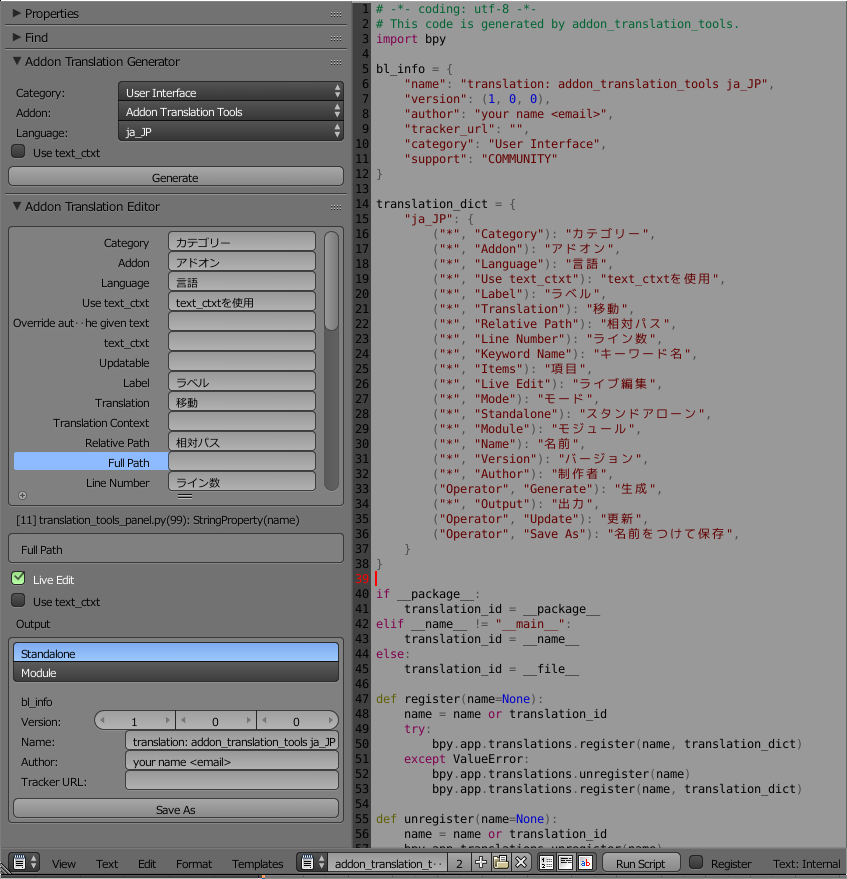 Properties
Find
Addon Translation Generator
Category: User Interface
Addon: Addon Translation Tools
Language: ja_JP
Use text_ctxt
Generate
Addon Translation Editor
Category カテゴリー
Addon アドオン
Language 言語
Use text_ctxt text_ctxtを使用
Override aut··he given text
text_ctxt
Updatable
Label ラベル
Translation 移動
Translation Context
Relative Path 相対パス
Full Path
Line Number ライン数
[11] translation_tools_panel.py(99): StringProperty(name)
Full Path
Live Edit
Use text_ctxt
Output
Standalone
Module
bl_info
Version: 1 0 0
Name: translation: addon_translation_tools ja_JP
Author: your name <email>
Tracker URL:
Save As
1 # -*- coding: utf-8 -*-
2 # This code is generated by addon_translation_tools.
3 import bpy
4
5 bl_info = {
6 "name": "translation: addon_translation_tools ja_JP",
7 "version": (1, 0, 0),
8 "author": "your name <email>",
9 "tracker_url": "",
10 "category": "User Interface",
11 "support": "COMMUNITY"
12 }
13
14 translation_dict = {
15 "ja_JP": {
16 ("*", "Category"): "カテゴリー",
17 ("*", "Addon"): "アドオン",
18 ("*", "Language"): "言語",
19 ("*", "Use text_ctxt"): "text_ctxtを使用",
20 ("*", "Label"): "ラベル",
21 ("*", "Translation"): "移動",
22 ("*", "Relative Path"): "相対パス",
23 ("*", "Line Number"): "ライン数",
24 ("*", "Keyword Name"): "キーワード名",
25 ("*", "Items"): "項目",
26 ("*", "Live Edit"): "ライブ編集",
27 ("*", "Mode"): "モード",
28 ("*", "Standalone"): "スタンドアローン",
29 ("*", "Module"): "モジュール",
30 ("*", "Name"): "名前",
31 ("*", "Version"): "バージョン",
32 ("*", "Author"): "制作者",
33 ("Operator", "Generate"): "生成",
34 ("*", "Output"): "出力",
35 ("Operator", "Update"): "更新",
36 ("Operator", "Save As"): "名前をつけて保存",
37 }
38 }
39
40 if __package__:
41 translation_id = __package__
42 elif __name__ != "__main__":
43 translation_id = __name__
44 else:
45 translation_id = __file__
46
47 def register(name=None):
48 name = name or translation_id
49 try:
50 bpy.app.translations.register(name, translation_dict)
51 except ValueError:
52 bpy.app.translations.unregister(name)
53 bpy.app.translations.register(name, translation_dict)
54
55 def unregister(name=None):
56 name = name or translation_id
57 bpy.app.translations.unregister(name)
View Text Edit Format Templates addon_translation_t·· 2 ab Run Script Register Text: Internal